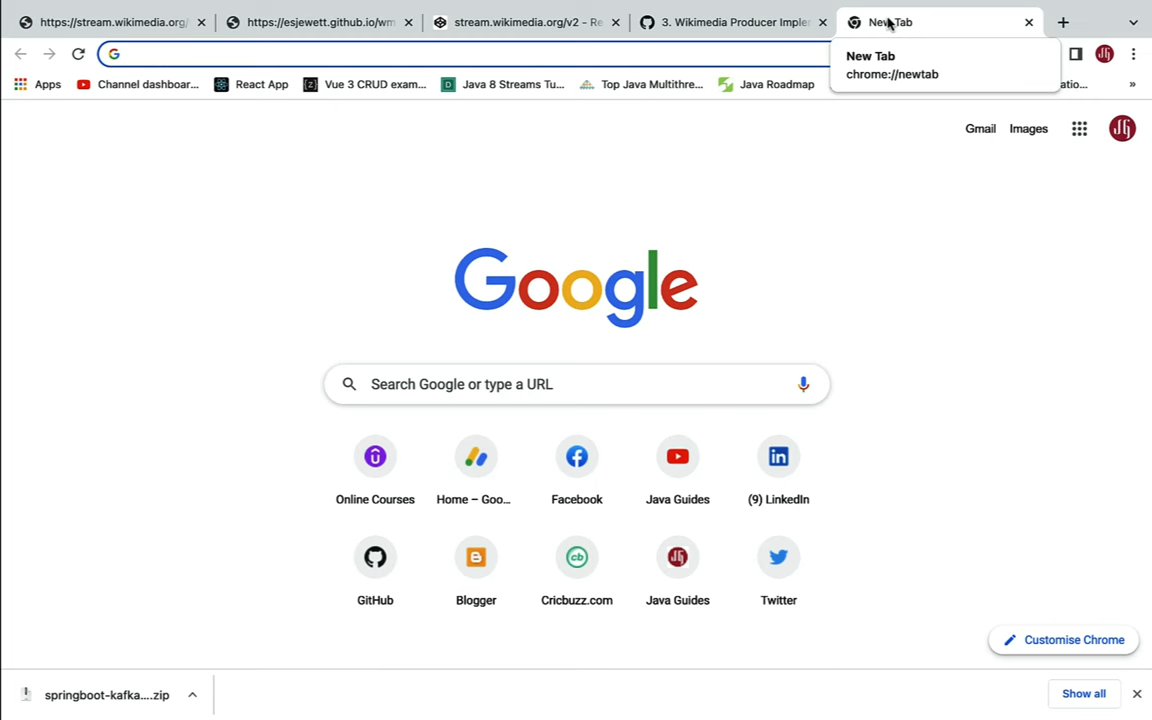 https://stream.wikimedia.org/
https://esjewett.github.io/wm
stream.wikimedia.org/v2 - Re
3. Wikimedia Producer Impler
New Tab
New Tab
chrome://newtab
G
Apps
Channel dashboar...
React App
Vue 3 CRUD exam...
Java 8 Streams Tu...
Top Java Multithre...
Java Roadmap
atio...
»
Gmail
Images
Google
Search Google or type a URL
Online Courses
Home – Goo...
Facebook
Java Guides
(9) LinkedIn
GitHub
Blogger
Cricbuzz.com
Java Guides
Twitter
Customise Chrome
springboot-kafka....zip
Show all